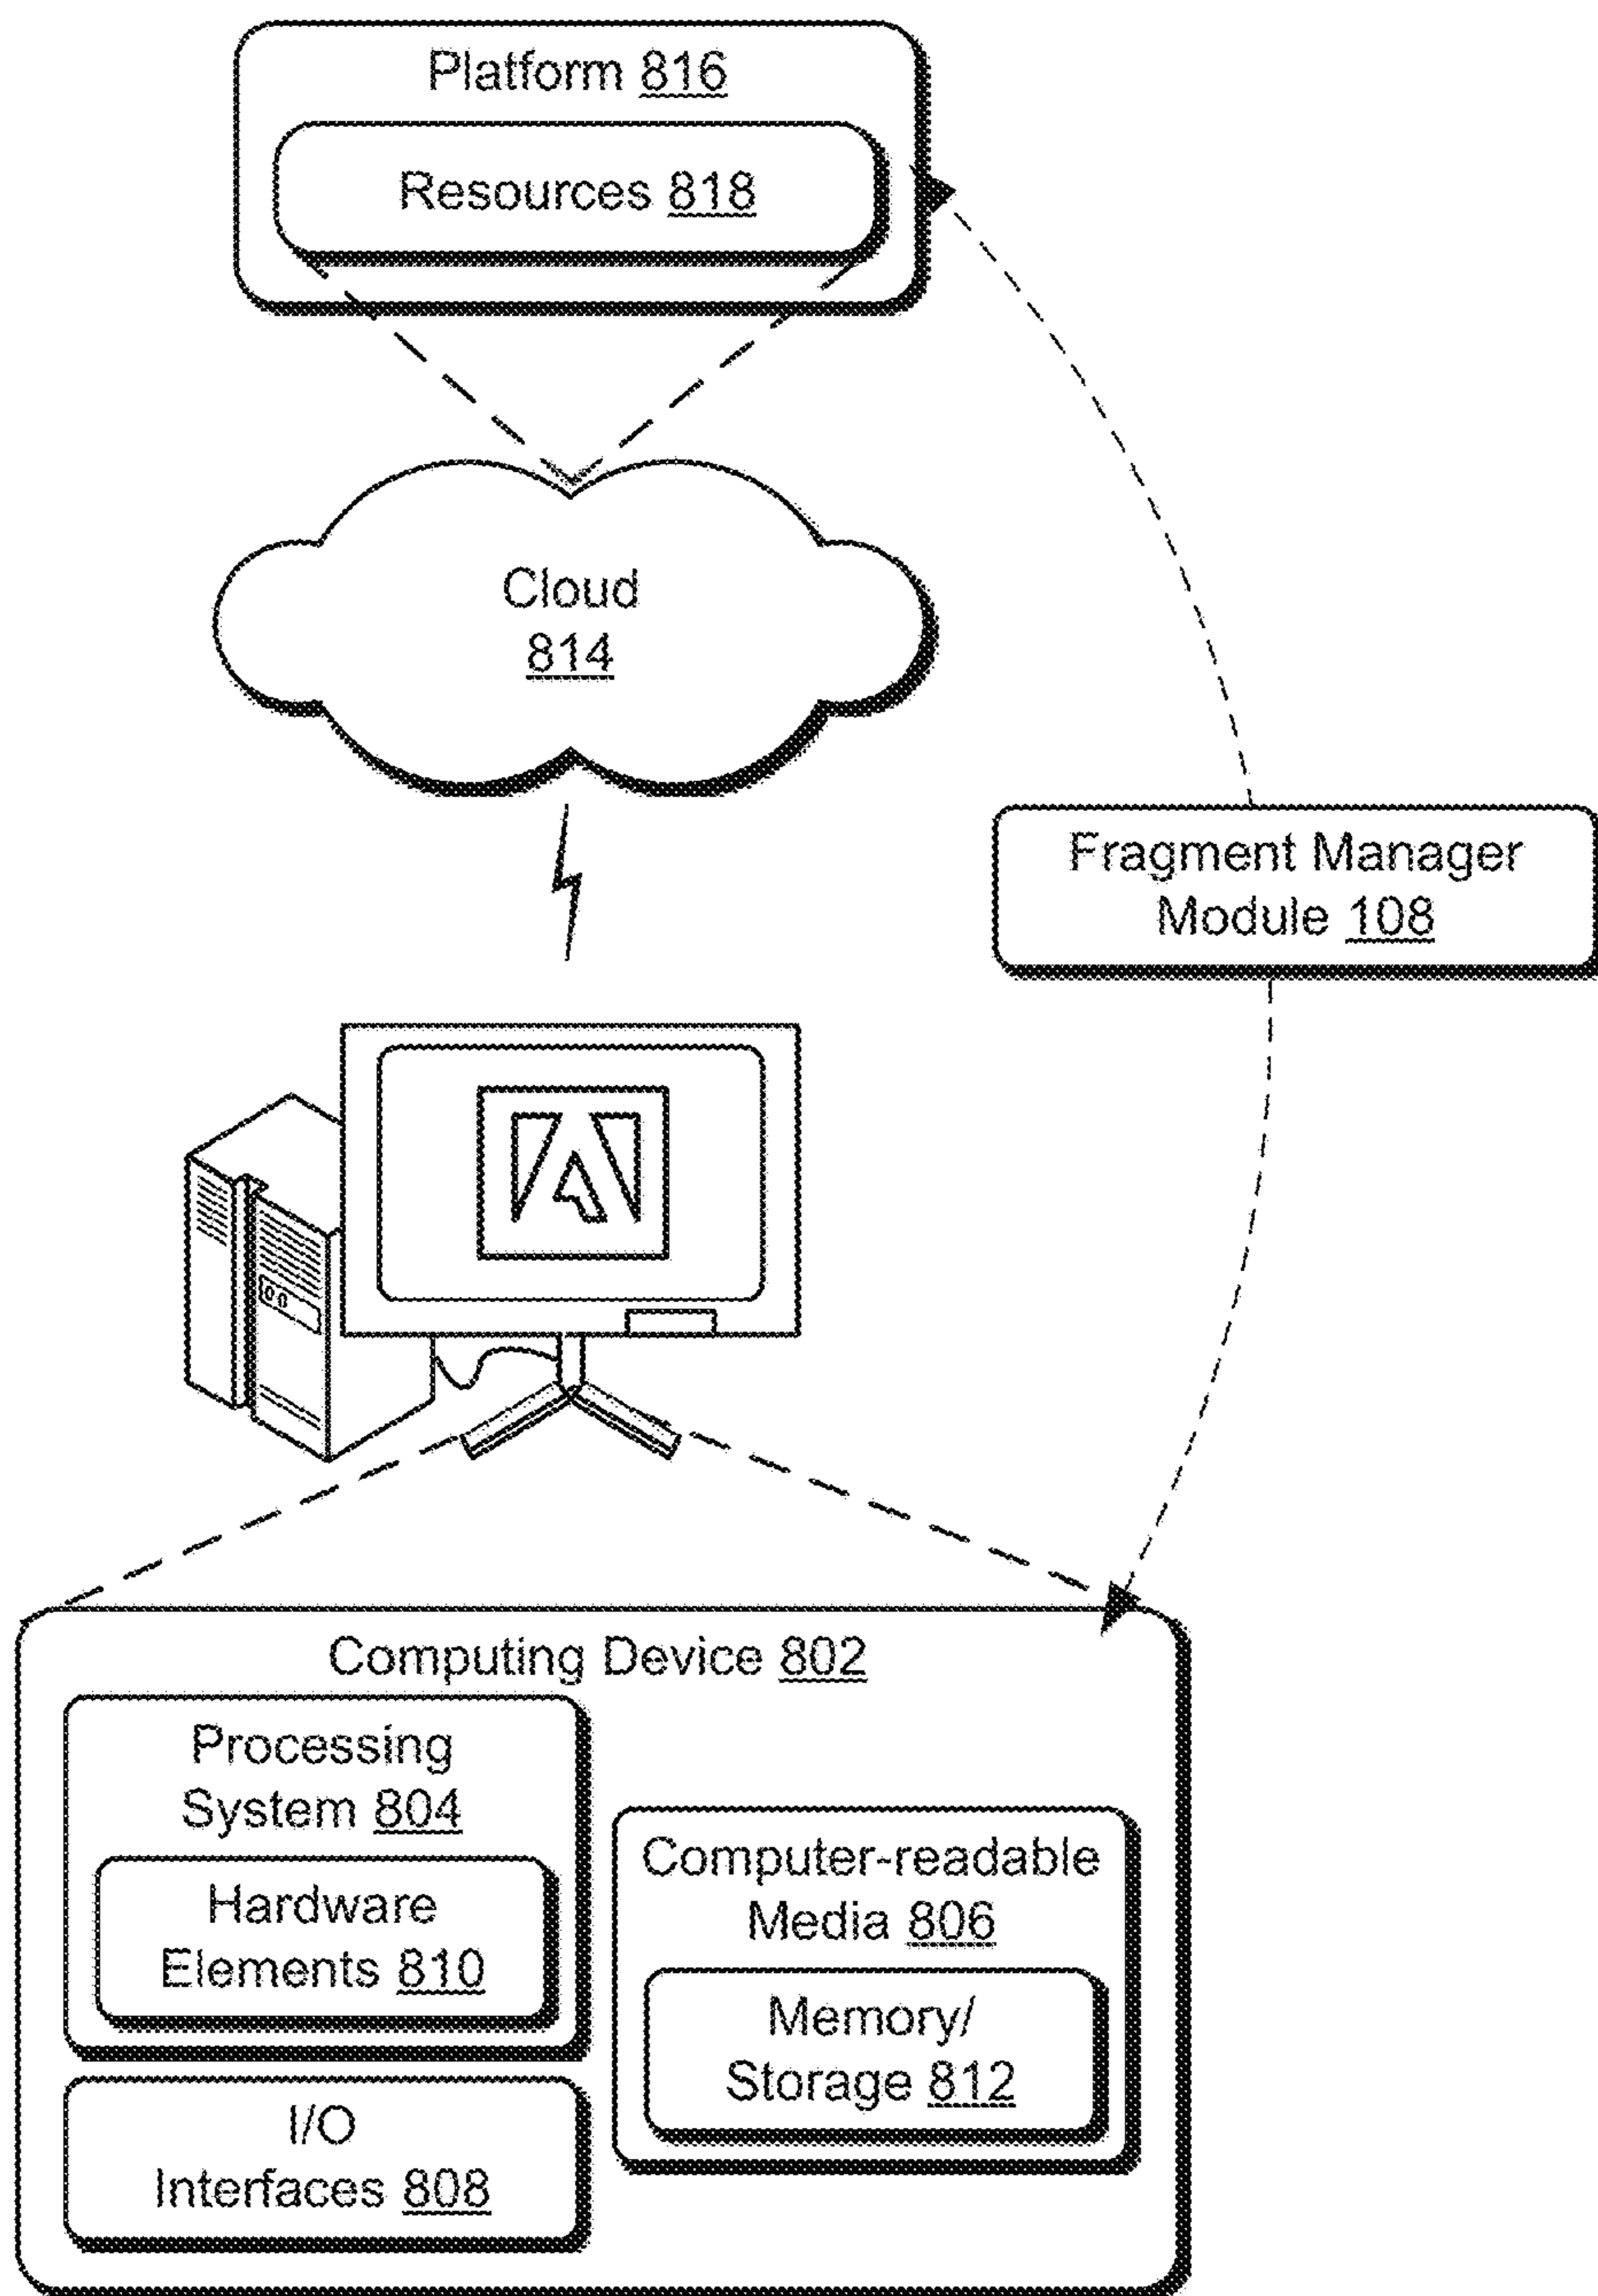 Platform 816
Resources 818
Cloud
814
Fragment Manager
Module 108
Computing Device 802
Processing
System 804
Hardware
Elements 810
Computer-readable
Media 806
Memory/
Storage 812
I/O
Interfaces 808